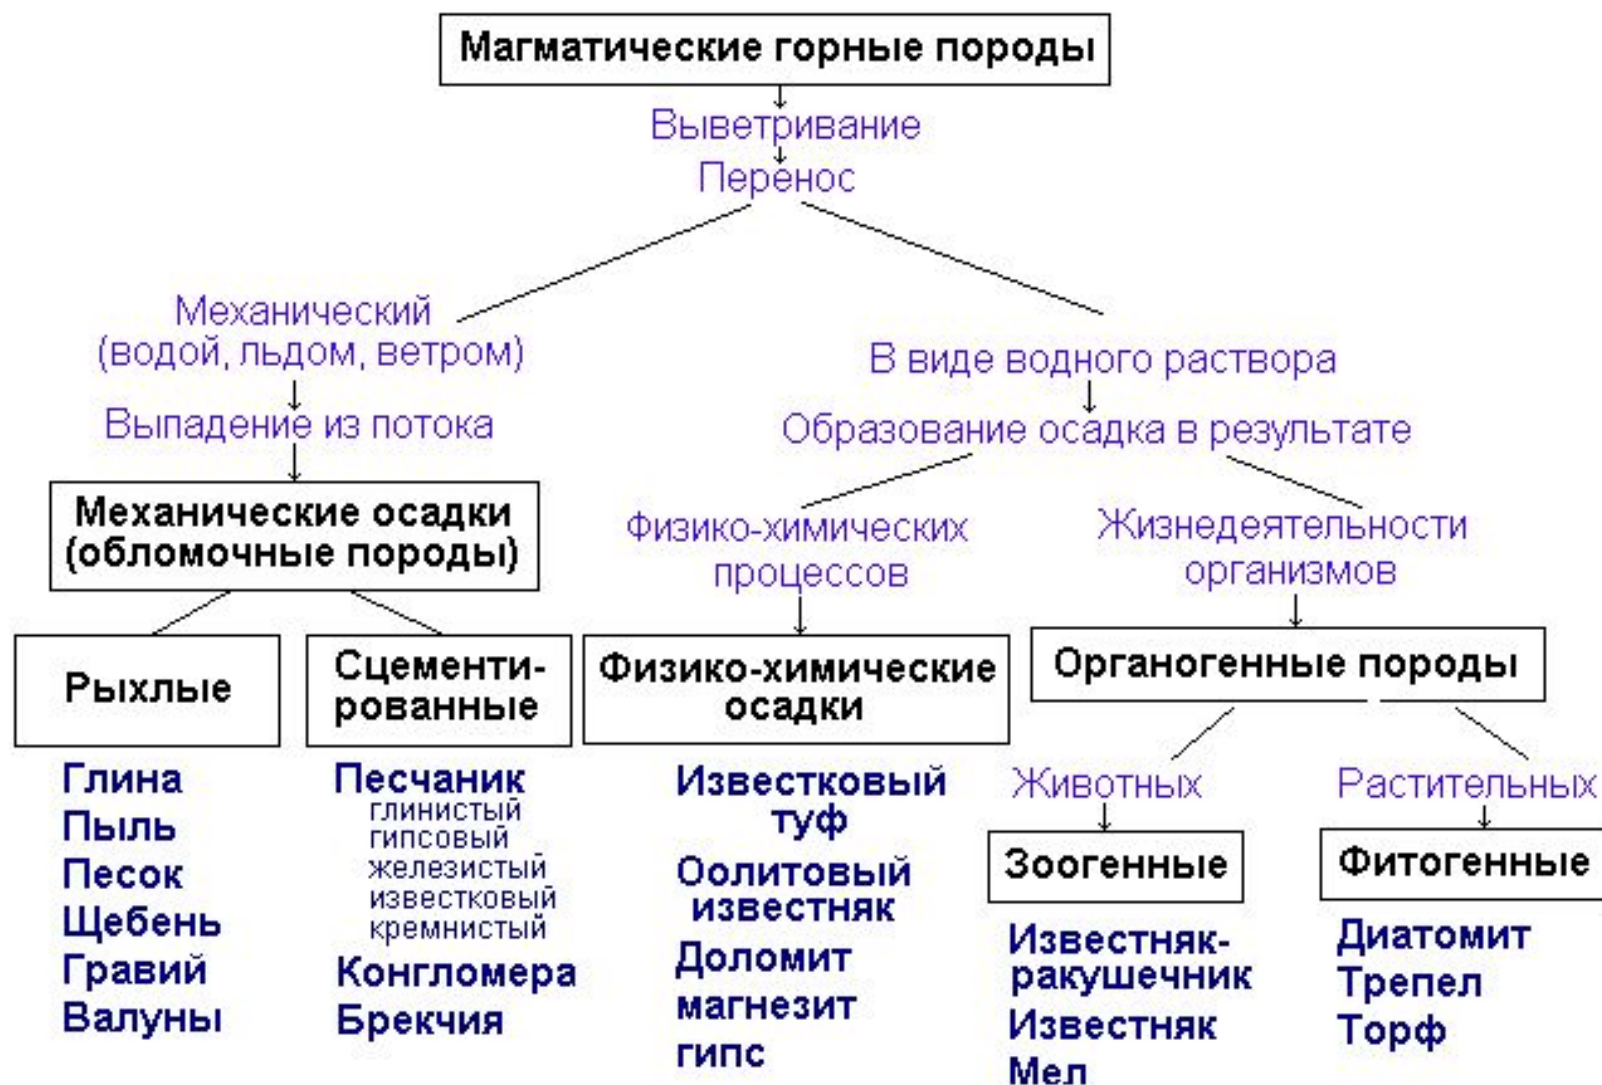 Магматические горные породы
Выветривание
Перенос
Механический
(водой, льдом, ветром)
В виде водного раствора
Выпадение из потока
Образование осадка в результате
Механические осадки
(обломочные породы)
Физико-химических
процессов
Жизнедеятельности
организмов
Рыхлые
Сцементи-
рованные
Физико-химические
осадки
Органогенные породы
Глина
Пыль
Песок
Щебень
Гравий
Валуны
Песчаник
глинистый
гипсовый
железистый
известковый
кремнистый
Конгломера
Брекчия
Известковый
туф
Оолитовый
известняк
Доломит
магнезит
гипс
Животных
Растительных
Зоогенные
Фитогенные
Известняк-
ракушечник
Известняк
Мел
Диатомит
Трепел
Торф